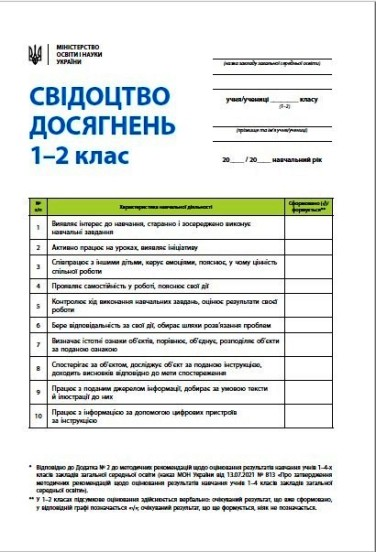 МІНІСТЕРСТВО
ОСВІТИ І НАУКИ
УКРАЇНИ
СВІДОЦТВО
ДОСЯГНЕНЬ
1–2 клас
(назва закладу загальної середньої освіти)
учня/учениці ________ класу
(1–2)
(прізвище та ім'я учня/учениці)
20____ / 20____ навчальний рік
№ з/п
Характеристика навчальної діяльності
Сформовано (√)/
формується**
1 Виявляє інтерес до навчання, старанно і зосереджено виконує
навчальні завдання
2 Активно працює на уроках, виявляє ініціативу
3 Співпрацює з іншими дітьми, керує емоціями, пояснює, у чому цінність
спільної роботи
4 Проявляє самостійність у роботі, пояснює свої дії
5 Контролює хід виконання навчальних завдань, оцінює результати своєї
роботи
6 Бере відповідальність за свої дії, обирає шляхи розв'язання проблем
7 Визначає істотні ознаки об'єктів, порівнює, об'єднує, розподіляє об'єкти
за поданою ознакою
8 Спостерігає за об'єктом, досліджує об'єкт за поданою інструкцією,
доходить висновків відповідно до мети спостереження
9 Працює з поданим джерелом інформації, добирає за умовою тексти
й ілюстрації до них
10 Працює з інформацією за допомогою цифрових пристроїв
за інструкцією
* Відповідно до Додатка № 2 до методичних рекомендацій щодо оцінювання результатів навчання учнів 1–4-х
класів закладів загальної середньої освіти (наказ МОН України від 13.07.2021 № 813 «Про затвердження
методичних рекомендацій щодо оцінювання результатів навчання учнів 1–4 класів закладів загальної
середньої освіти»).
** У 1–2 класах підсумкове оцінювання здійснюється вербально: очікуваний результат, що вже сформовано,
у відповідній графі позначається «√»; очікуваний результат, що ще формується, ніяк не позначається.